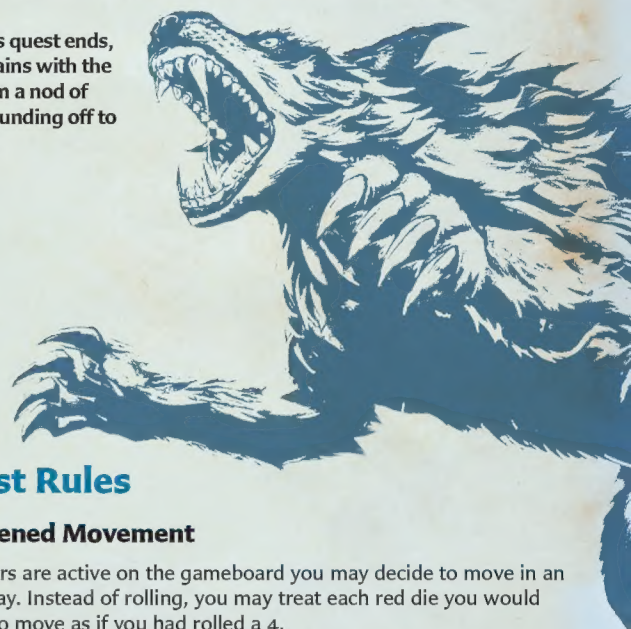 s quest ends,
ains with the
m a nod of
unding off to
st Rules
ened Movement
rs are active on the gameboard you may decide to move in an
ay. Instead of rolling, you may treat each red die you would
o move as if you had rolled a 4.